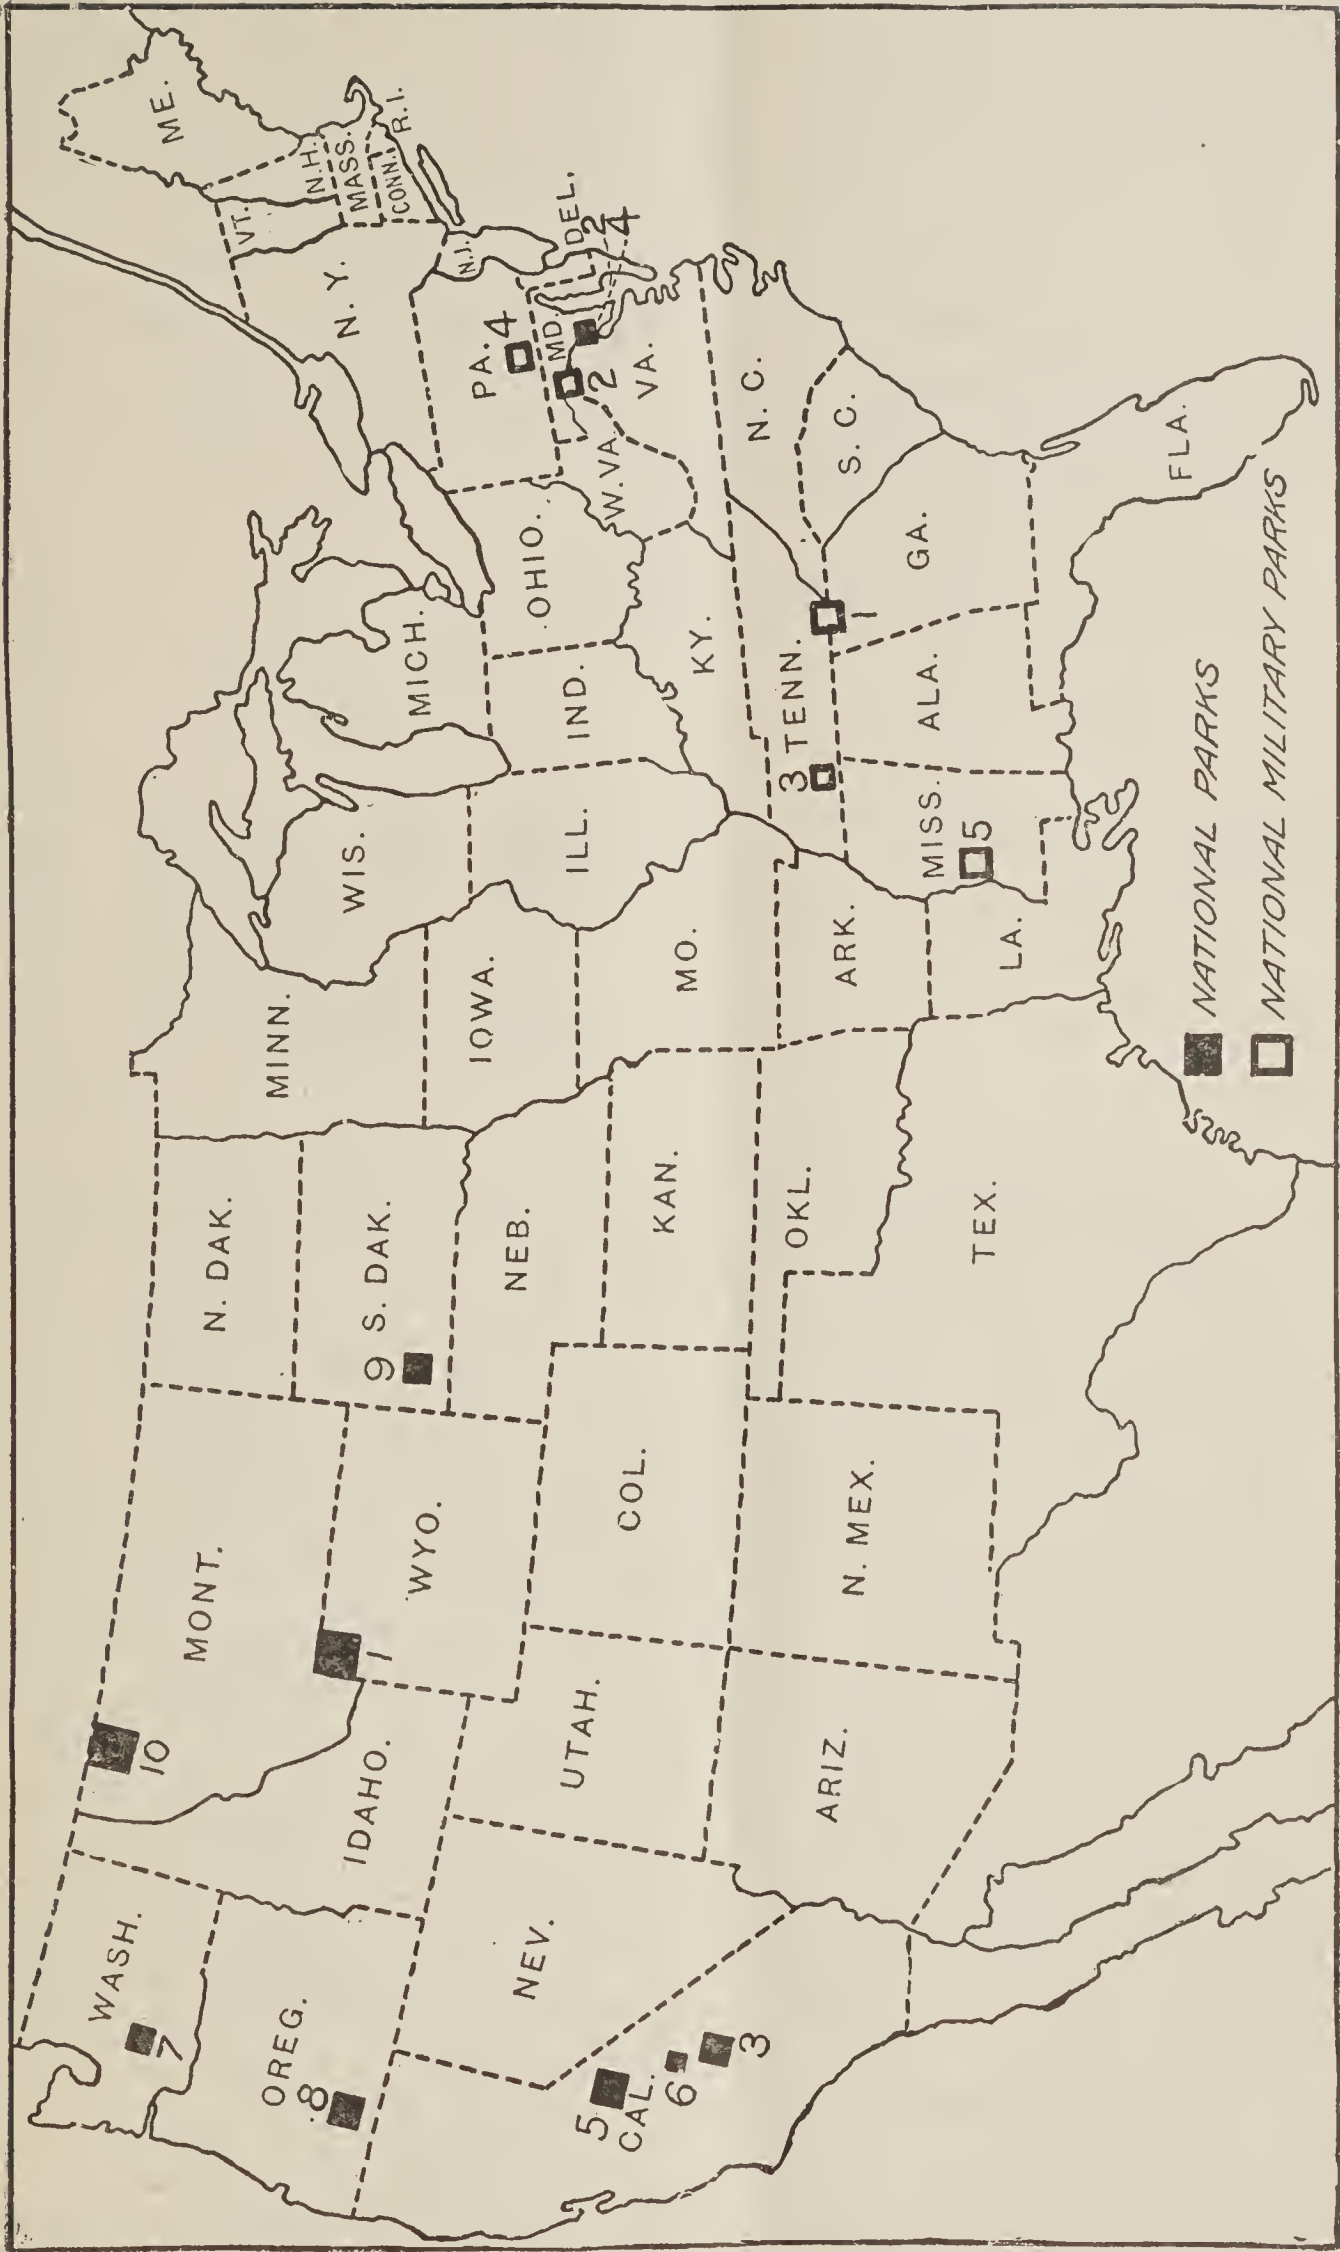 WASH.
7
OREG.
8
CAL.
5
6
3
NEV.
IDAHO.
MONT.
10
1
WYO.
UTAH.
ARIZ.
COL.
N. MEX.
N. DAK.
9 S. DAK.
NEB.
KAN.
OKL.
TEX.
MINN.
IOWA.
MO.
ARK.
LA.
WIS.
ILL.
MICH.
IND.
OHIO.
KY.
3 TENN.
1
MISS.
5
ALA.
GA.
FLA.
S. C.
N. C.
VA.
W. VA.
2
MD.
PA. 4
DEL.
2
4
N.J.
N. Y.
VT.
N.H.
MASS.
CONN.
R.I.
ME.
NATIONAL PARKS
NATIONAL MILITARY PARKS